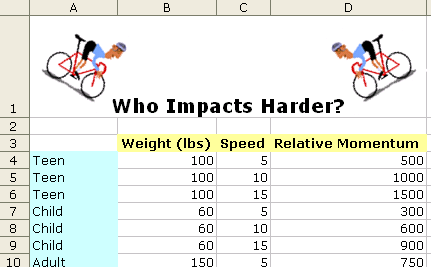 A B C D
1 Who Impacts Harder?
2
3 Weight (lbs) Speed Relative Momentum
4 Teen 100 5 500
5 Teen 100 10 1000
6 Teen 100 15 1500
7 Child 60 5 300
8 Child 60 10 600
9 Child 60 15 900
10 Adult 150 5 750